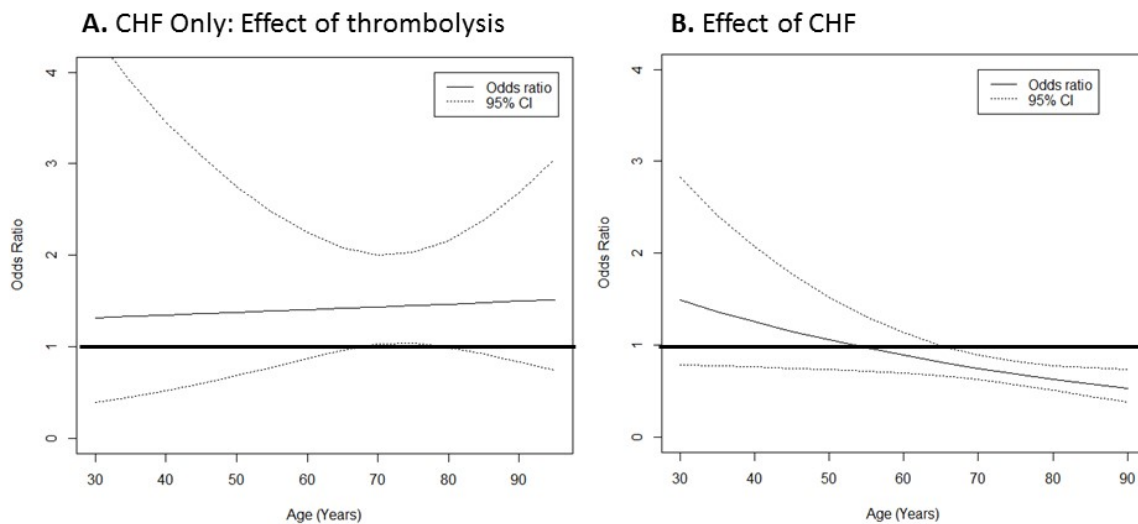 A. CHF Only: Effect of thrombolysis
Odds ratio
95% CI
Odds Ratio
4
3
2
1
0
30 40 50 60 70 80 90
Age (Years)
B. Effect of CHF
Odds ratio
95% CI
Odds Ratio
4
3
2
1
0
30 40 50 60 70 80 90
Age (Years)